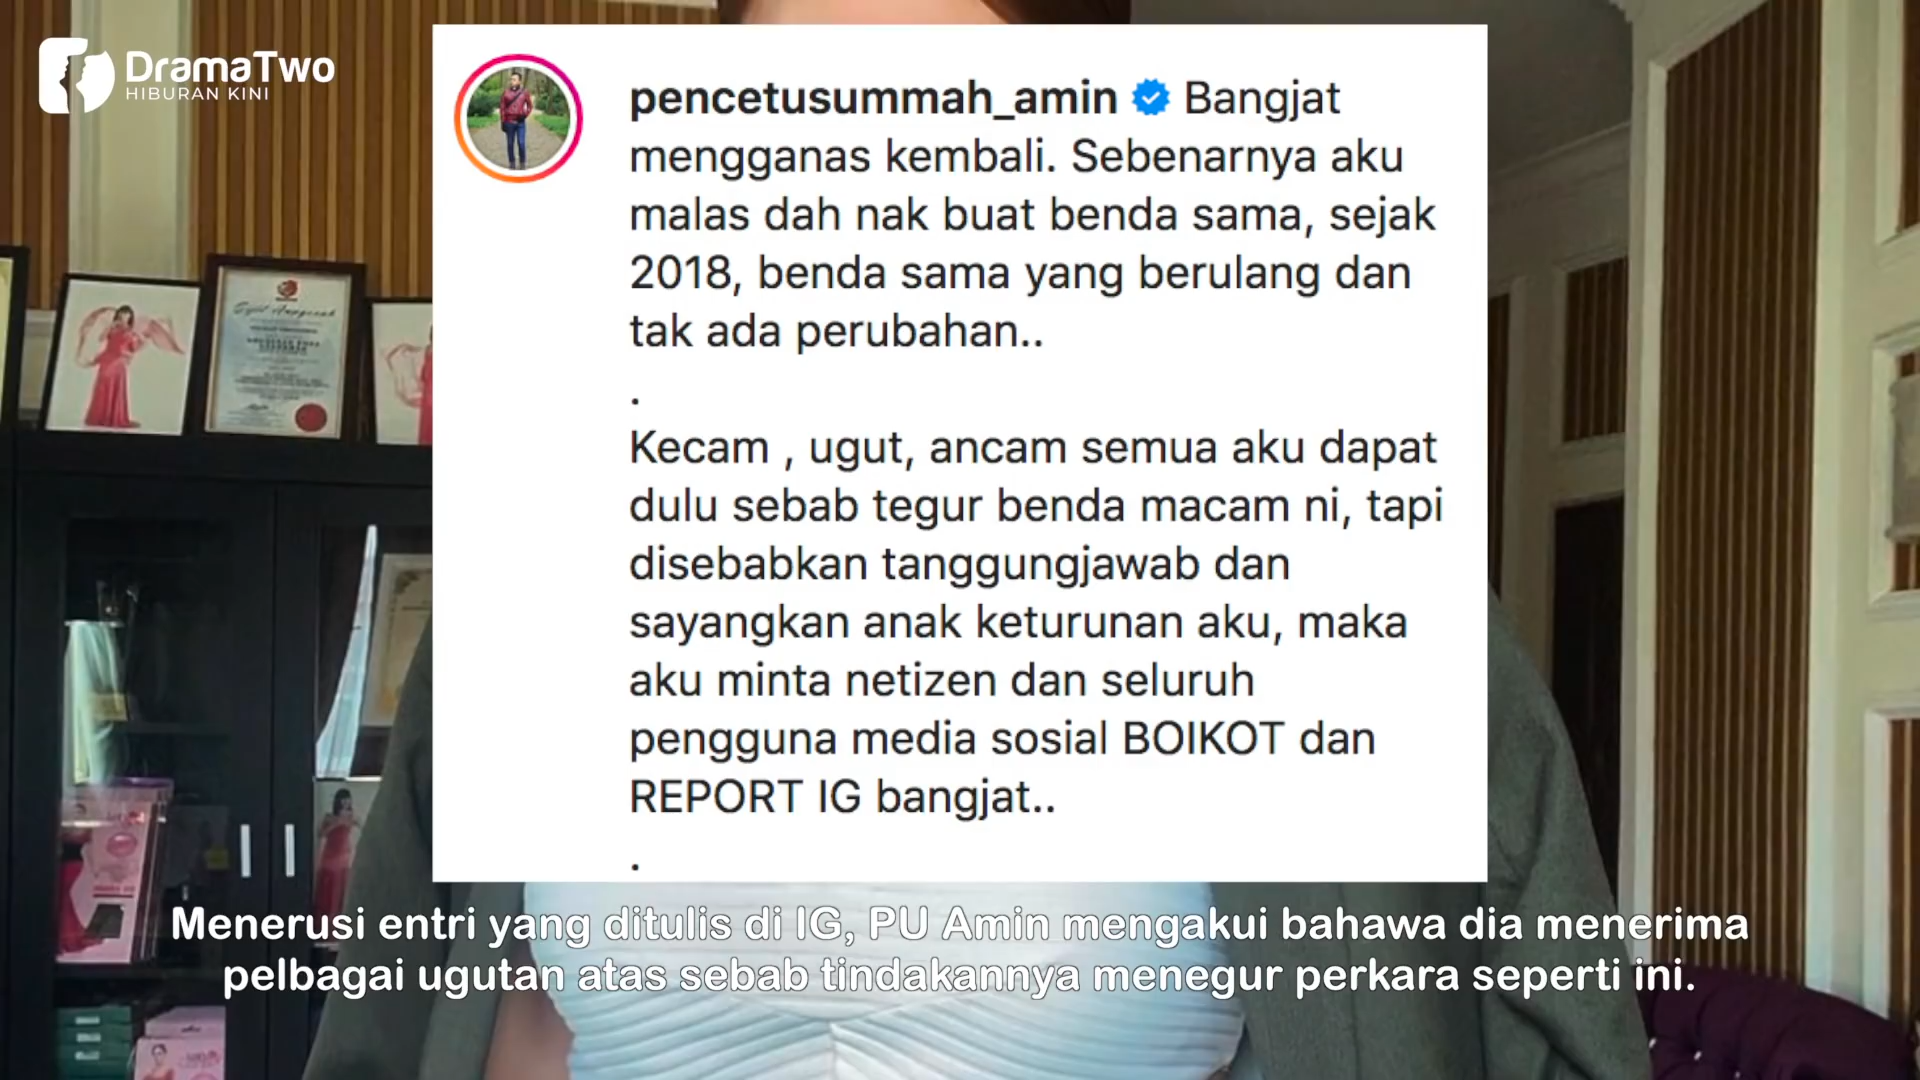 DramaTwo
HIBURAN KINI
pencetusummah_amin Bangjat
mengganas kembali. Sebenarnya aku
malas dah nak buat benda sama, sejak
2018, benda sama yang berulang dan
tak ada perubahan..
.
Kecam , ugut, ancam semua aku dapat
dulu sebab tegur benda macam ni, tapi
disebabkan tanggungjawab dan
sayangkan anak keturunan aku, maka
aku minta netizen dan seluruh
pengguna media sosial BOIKOT dan
REPORT IG bangjat..
.
Menerusi entri yang ditulis di IG, PU Amin mengakui bahawa dia menerima
pelbagai ugutan atas sebab tindakannya menegur perkara seperti ini.